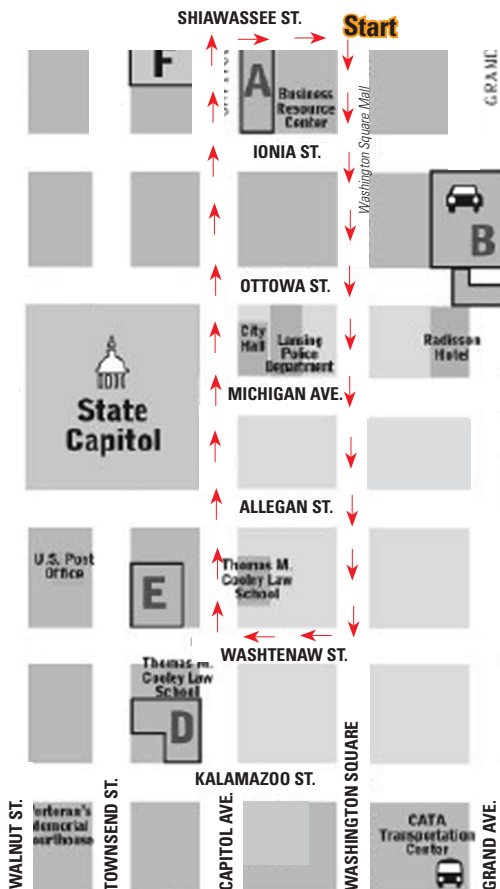 SHIAWASSEE ST.
Start
F
A
Business
Resource
Center
Washington Square Mall
GRAND
IONIA ST.
B
OTTOWA ST.
City
Hall
Lansing
Police
Department
Radisson
Hotel
State
Capitol
MICHIGAN AVE.
ALLEGAN ST.
U.S. Post
Office
E
Thomas M.
Cooley Law
School
WASHTENAW ST.
Thomas M.
Cooley Law
School
D
KALAMAZOO ST.
WALNUT ST.
Memorial
TOWNSEND ST.
CAPITOL AVE.
WASHINGTON SQUARE
CATA
Transportation
Center
GRAND AVE.